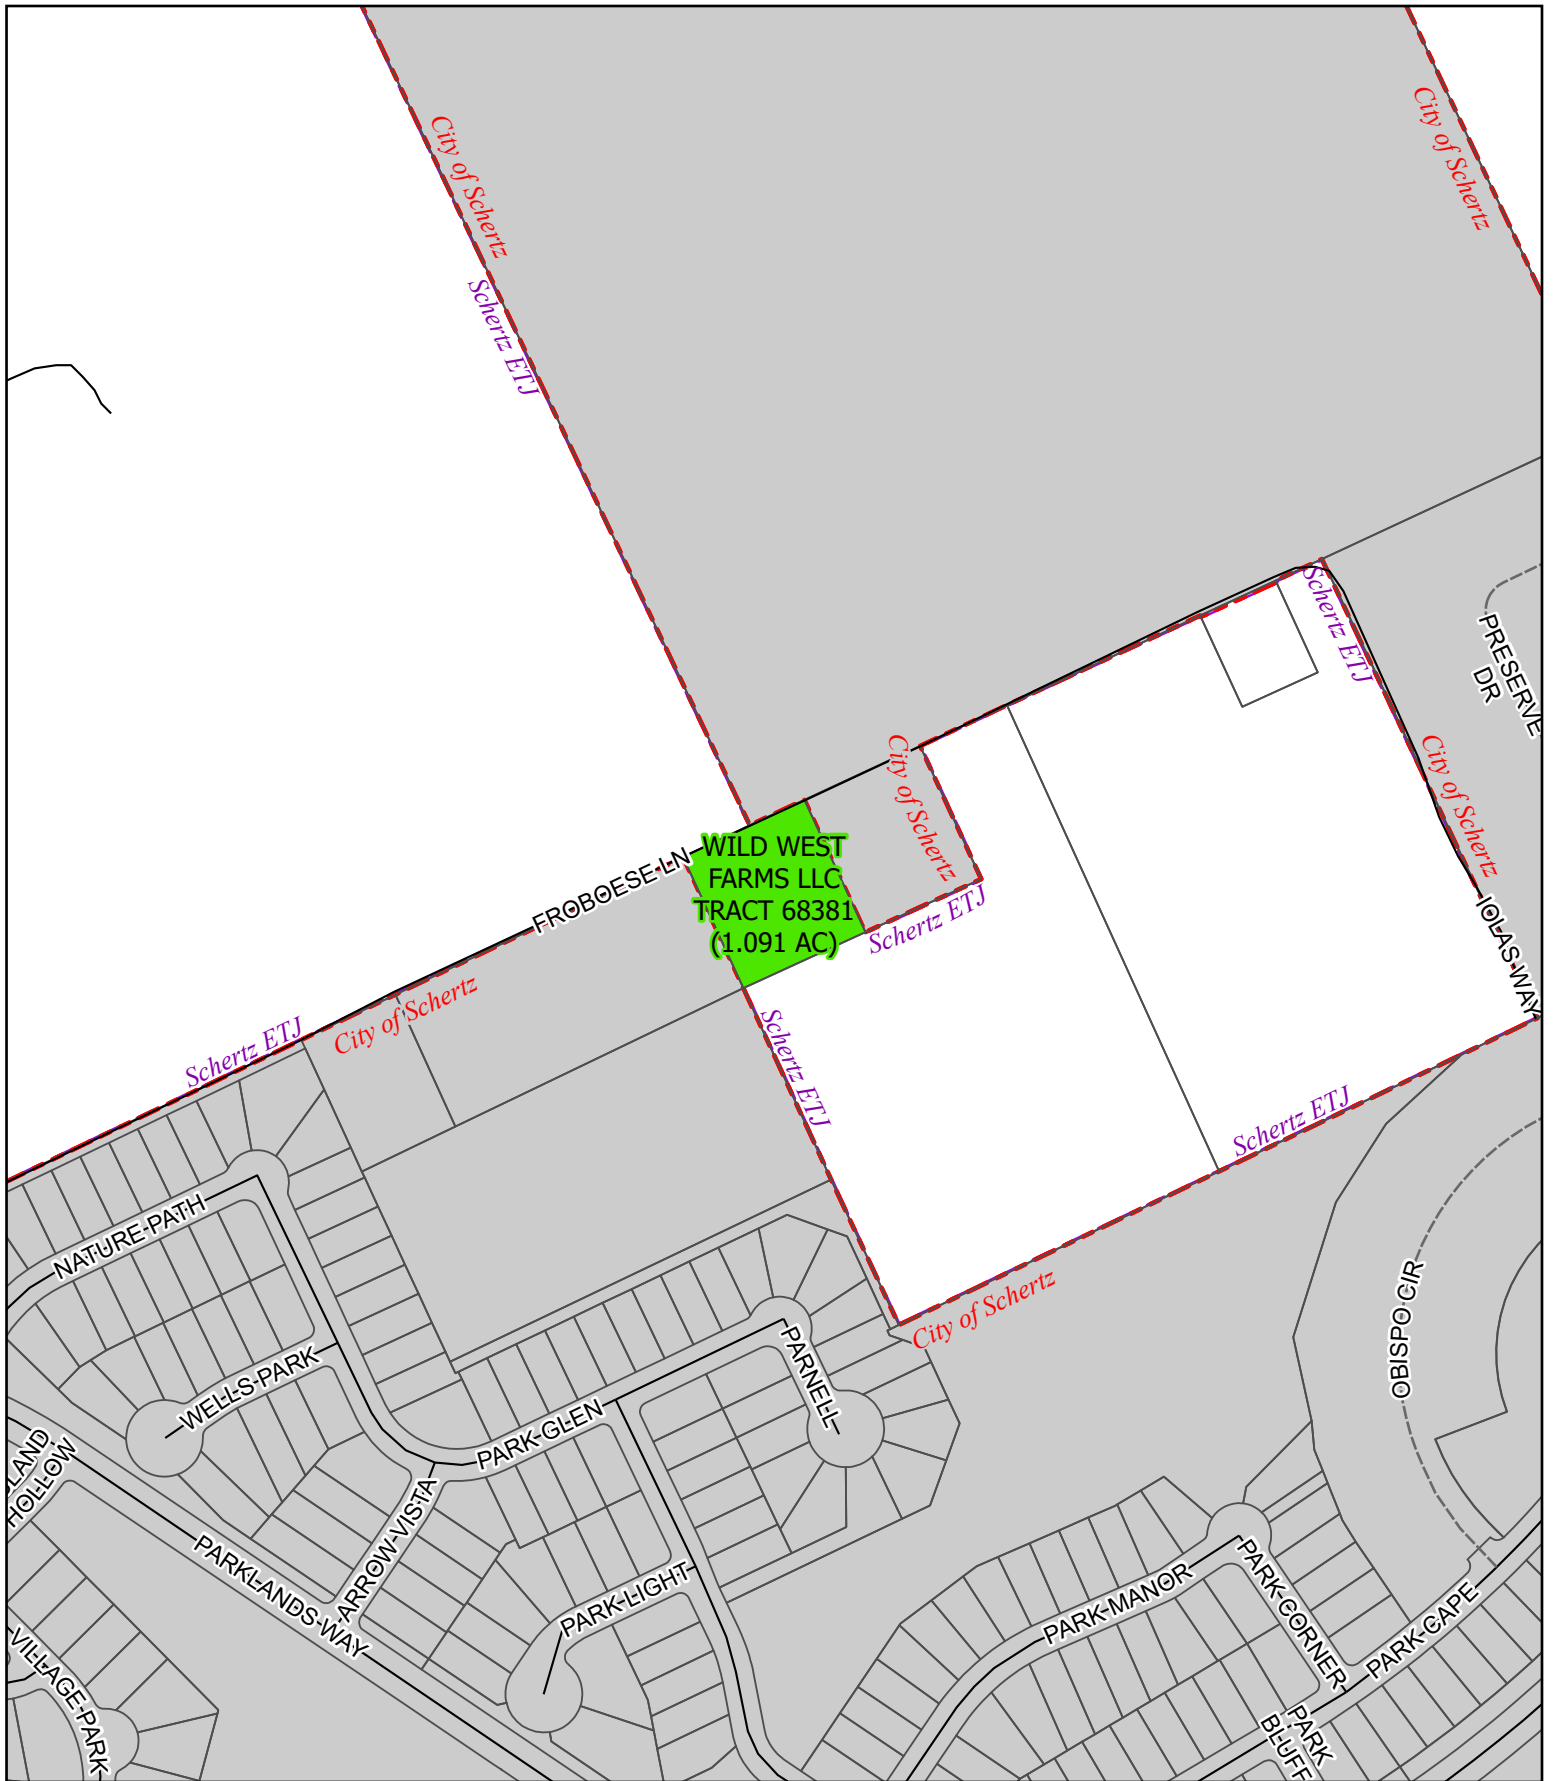 City of Schertz
City of Schertz
Schertz ETJ
Schertz ETJ
PRESERVE
DR
City of Schertz
City of Schertz
WILD WEST
FARMS LLC
TRACT 68381
(1.091 AC)
FROBOESE LN
Schertz ETJ
IOLAS WAY
City of Schertz
Schertz ETJ
Schertz ETJ
Schertz ETJ
NATURE PATH
City of Schertz
OBISPO CIR
PARNELL
WELLS PARK
PARK GLEN
HOLLOW
ARROW VISTA
PARKLANDS WAY
PARK LIGHT
PARK MANOR
PARK CORNER
PARK CAPE
VILLAGE PARK
PARK
BLUFF